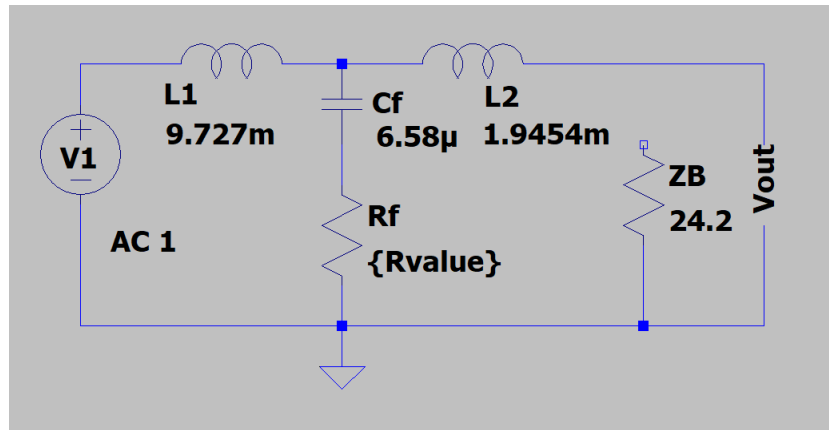 L1
9.727m
Cf
6.58µ
L2
1.9454m
V1
AC 1
Rf
{Rvalue}
ZB
24.2
Vout